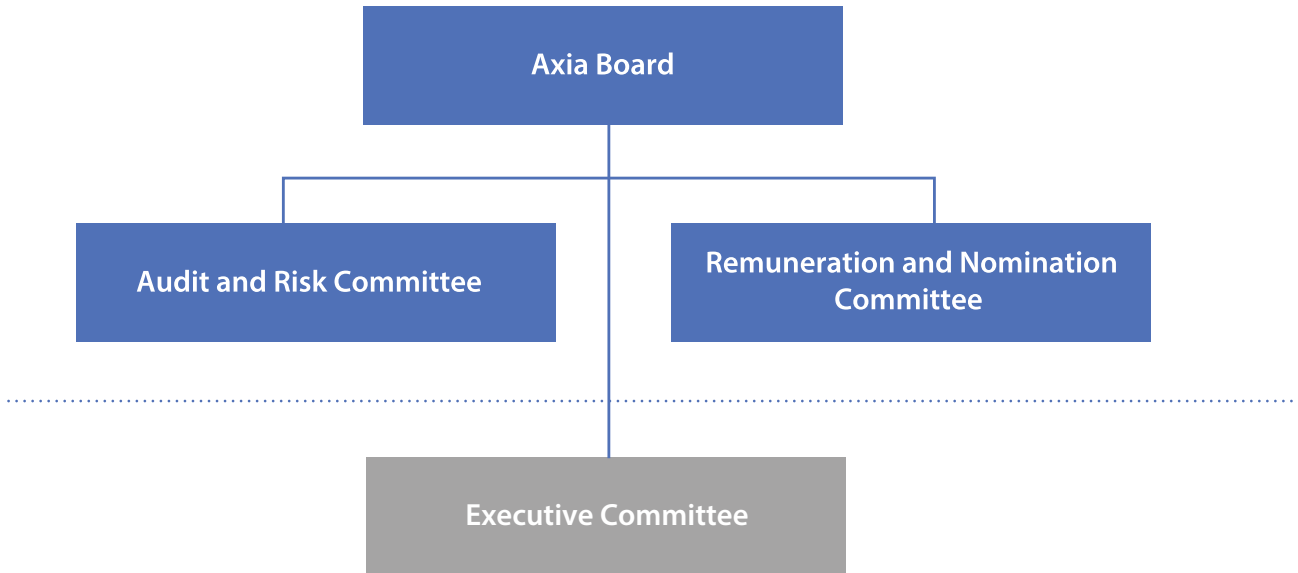 Axia Board
Audit and Risk Committee
Remuneration and Nomination
Committee
Executive Committee